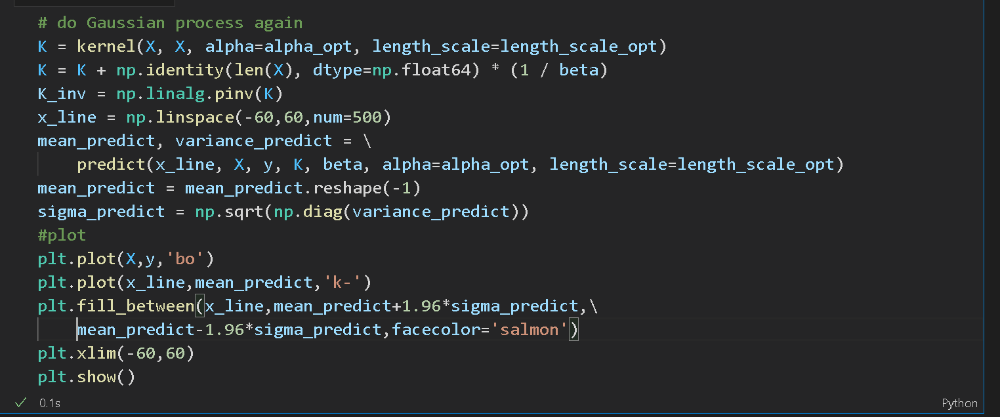 # do Gaussian process again
K = kernel(X, X, alpha=alpha_opt, length_scale=length_scale_opt)
K = K + np.identity(len(X), dtype=np.float64) * (1 / beta)
K_inv = np.linalg.pinv(K)
x_line = np.linspace(-60,60,num=500)
mean_predict, variance_predict = \
    predict(x_line, X, y, K, beta, alpha=alpha_opt, length_scale=length_scale_opt)
mean_predict = mean_predict.reshape(-1)
sigma_predict = np.sqrt(np.diag(variance_predict))
#plot
plt.plot(X,y,'bo')
plt.plot(x_line,mean_predict,'k-')
plt.fill_between(x_line,mean_predict+1.96*sigma_predict,\
    mean_predict-1.96*sigma_predict,facecolor='salmon')
plt.xlim(-60,60)
plt.show()
0.1s Python